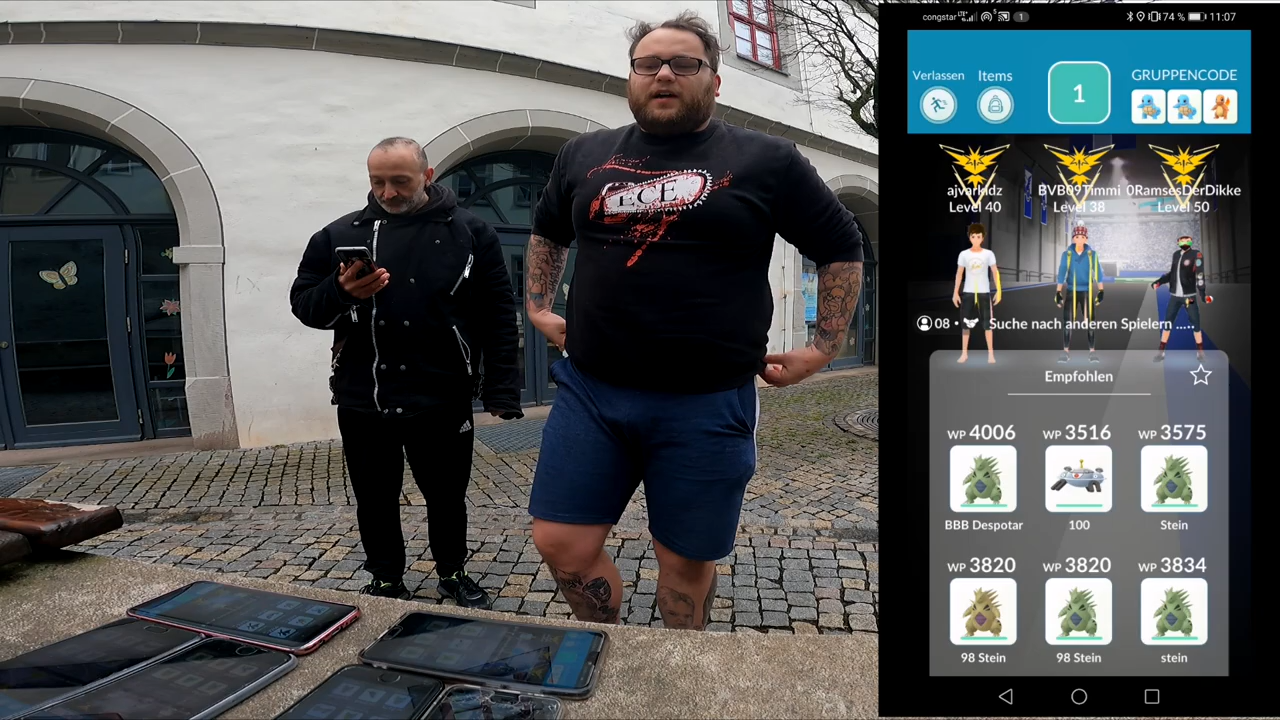 congstar
1
74 %
11:07
Verlassen
Items
1
GRUPPENCODE
ajvarkidz
Level 40
BVB09Timmi
Level 38
0RamsesDerDikke
Level 50
08 • Suche nach anderen Spielern .....
Empfohlen
WP 4006
WP 3516
WP 3575
BBB Despotar
100
Stein
WP 3820
WP 3820
WP 3834
98 Stein
98 Stein
stein
ECE